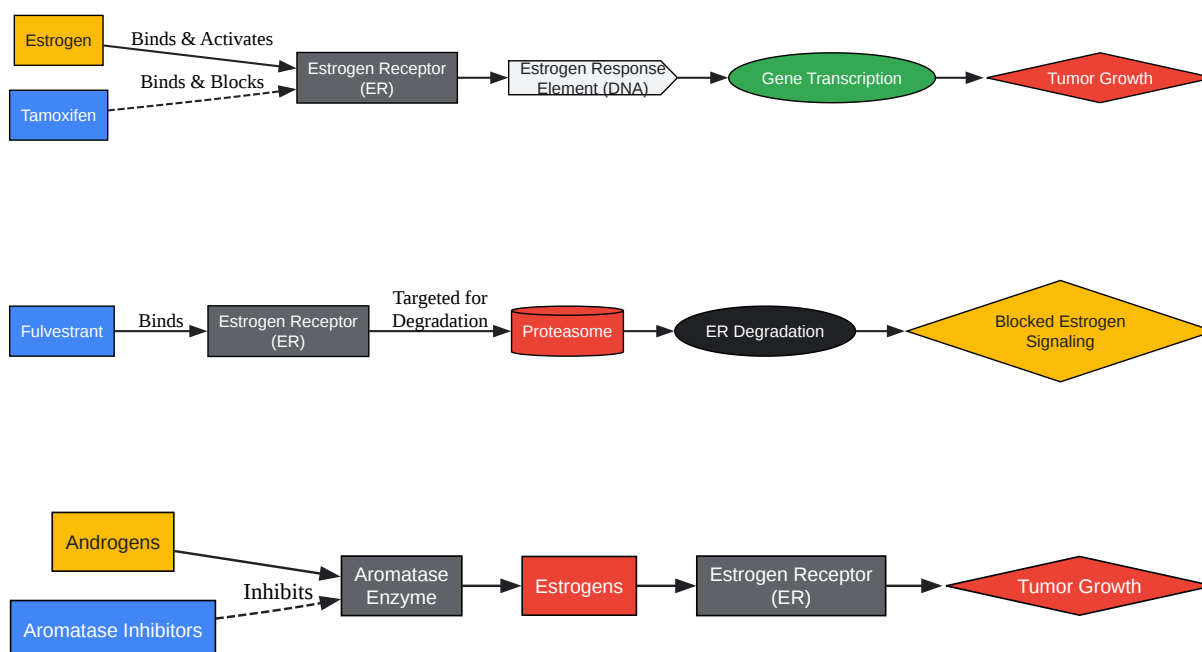 Estrogen
Binds & Activates
Binds & Blocks
Tamoxifen
Estrogen Receptor
(ER)
Estrogen Response
Element (DNA)
Gene Transcription
Tumor Growth
Fulvestrant
Binds
Estrogen Receptor
(ER)
Targeted for
Degradation
Proteasome
ER Degradation
Blocked Estrogen
Signaling
Androgens
Aromatase Inhibitors
Inhibits
Aromatase
Enzyme
Estrogens
Estrogen Receptor
(ER)
Tumor Growth